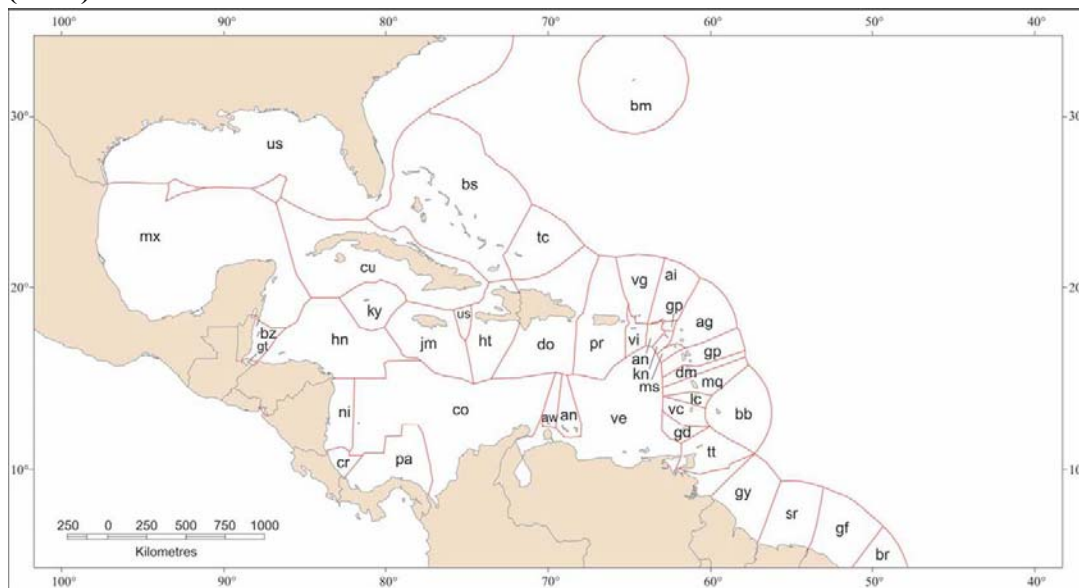 100° 90° 80° 70° 60° 50° 40°
30° bm 30°
us
bs
mx
tc
cu
vg ai
20° 20°
ky gp
us ag
bz
hn jm ht do pr vi
gt
an gp
kn dm
ms mq
lc
ni co aw an ve vc bb
gd
cr pa tt
10° 10°
gy
sr
gf
250 0 250 500 750 1000
br
Kilometres
100° 90° 80° 70° 60° 50° 40°